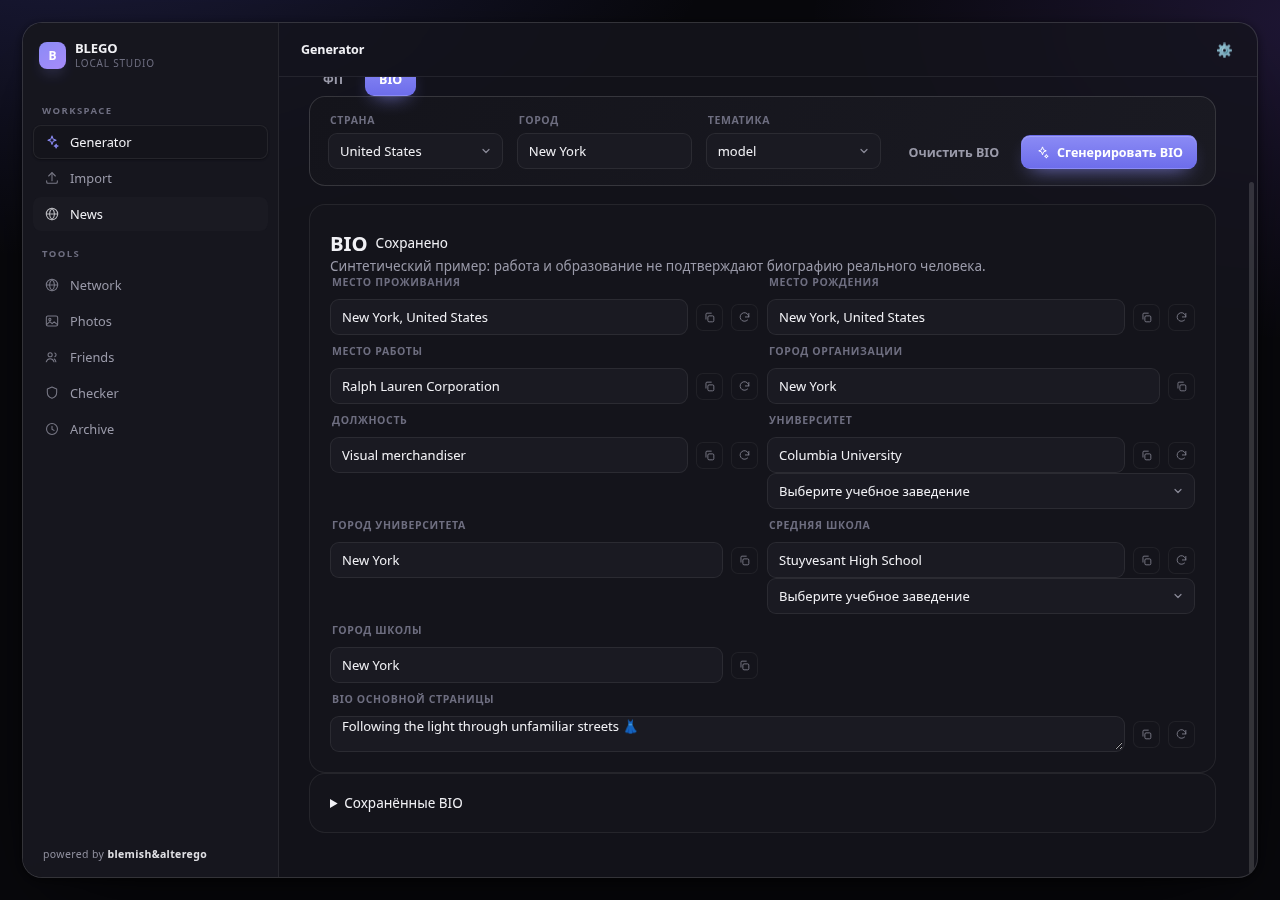 B
BLEGO
LOCAL STUDIO
WORKSPACE
Generator
Import
News
TOOLS
Network
Photos
Friends
Checker
Archive
powered by blemish&alterego
Generator
ФП
BIO
СТРАНА
ГОРОД
ТЕМАТИКА
United States
New York
model
Очистить BIO
Сгенерировать BIO
BIO Сохранено
Синтетический пример: работа и образование не подтверждают биографию реального человека.
МЕСТО ПРОЖИВАНИЯ
МЕСТО РОЖДЕНИЯ
New York, United States
New York, United States
МЕСТО РАБОТЫ
ГОРОД ОРГАНИЗАЦИИ
Ralph Lauren Corporation
New York
ДОЛЖНОСТЬ
УНИВЕРСИТЕТ
Visual merchandiser
Columbia University
Выберите учебное заведение
ГОРОД УНИВЕРСИТЕТА
СРЕДНЯЯ ШКОЛА
New York
Stuyvesant High School
Выберите учебное заведение
ГОРОД ШКОЛЫ
New York
BIO ОСНОВНОЙ СТРАНИЦЫ
Following the light through unfamiliar streets 👗
Сохранённые BIO